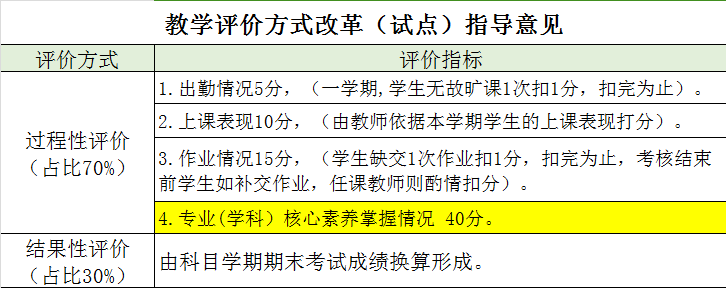 教学评价方式改革（试点）指导意见
评价方式 评价指标
过程性评价
（占比70%）
1.出勤情况5分，（一学期,学生无故旷课1次扣1分，扣完为止）。
2.上课表现10分，（由教师依据本学期学生的上课表现打分）。
3.作业情况15分，（学生缺交1次作业扣1分，扣完为止，考核结束
前学生如补交作业，任课教师则酌情扣分）。
4.专业(学科）核心素养掌握情况 40分。
结果性评价
（占比30%）
由科目学期期末考试成绩换算形成。